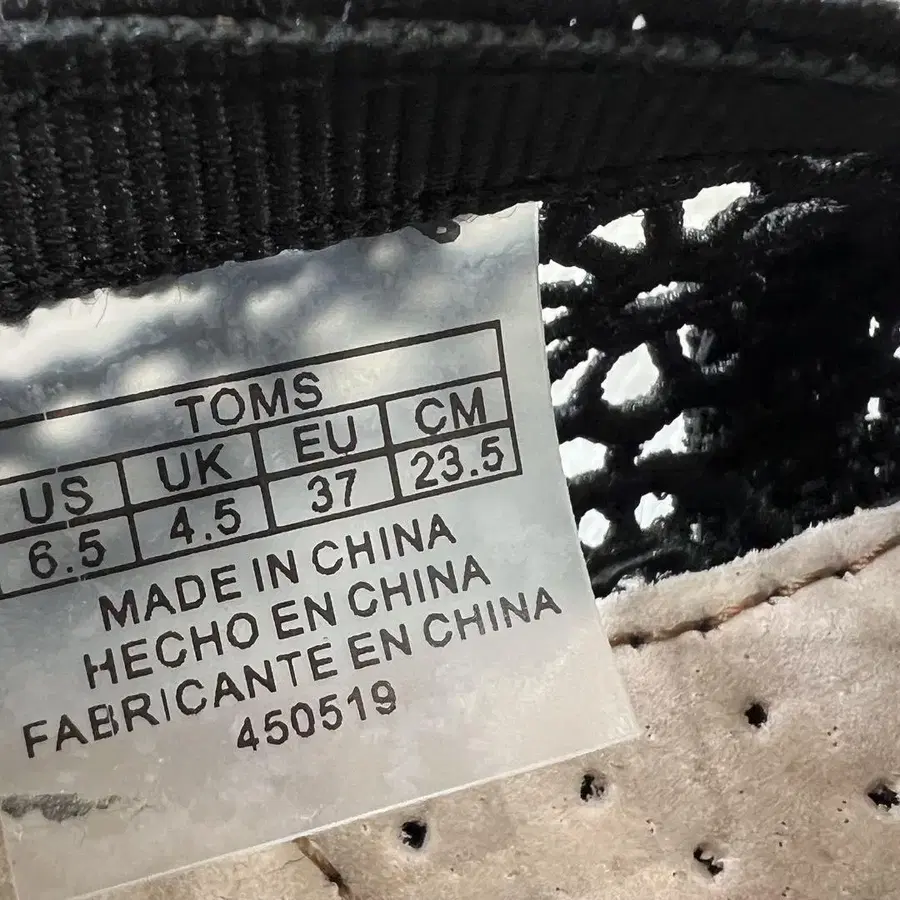 TOMS
US UK EU CM
6.5 4.5 37 23.5
MADE IN CHINA
HECHO EN CHINA
FABRICANTE EN CHINA
450519